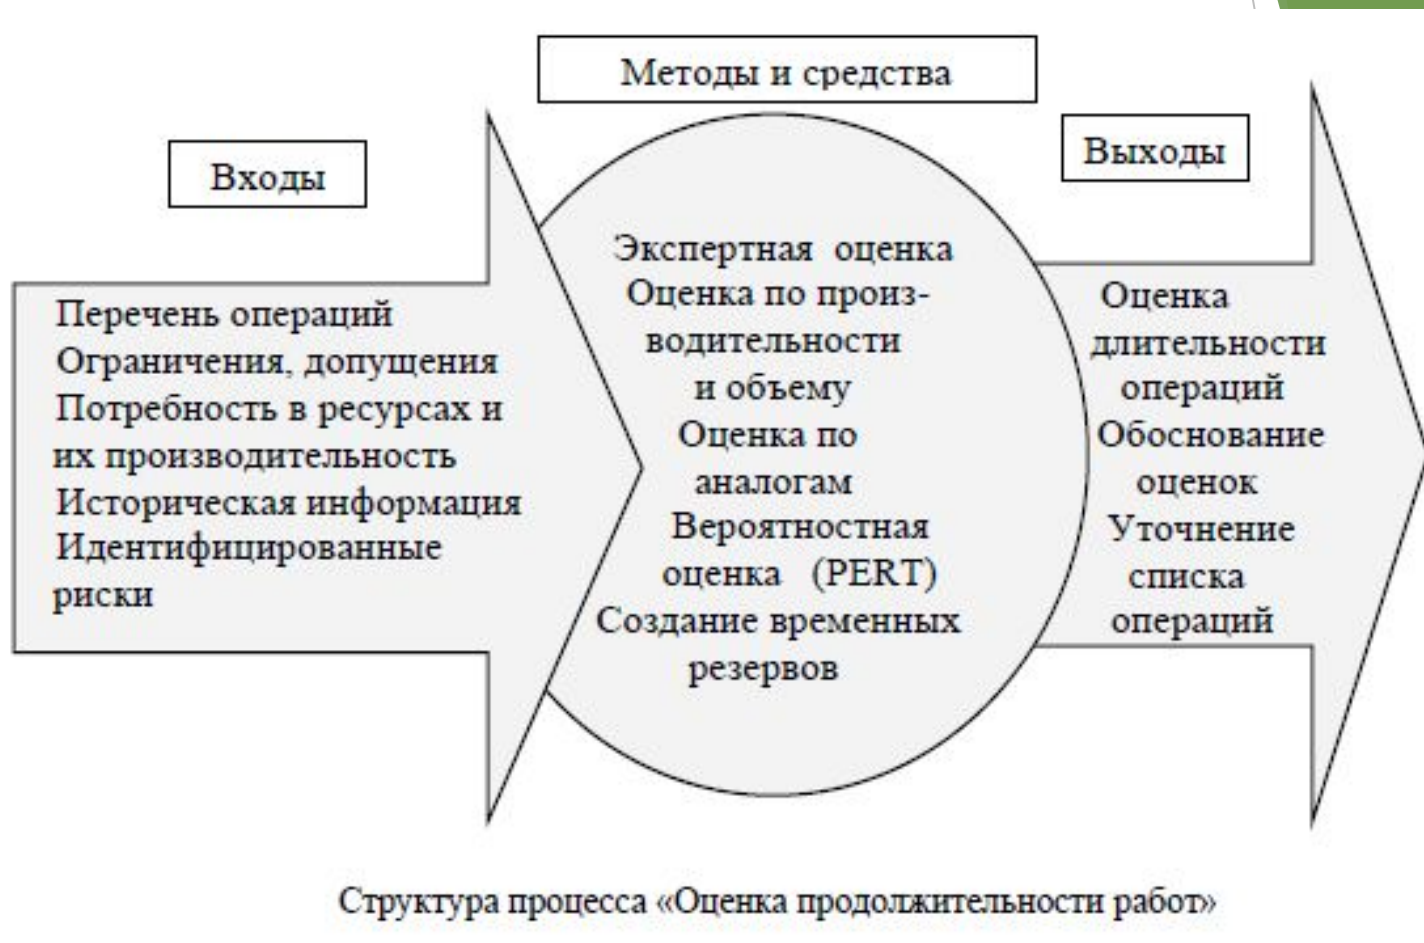 Методы и средства
Входы
Выходы
Перечень операций
Ограничения, допущения
Потребность в ресурсах и
их производительность
Историческая информация
Идентифицированные
риски
Экспертная оценка
Оценка по произ-
водительности
и объему
Оценка по
аналогам
Вероятностная
оценка (PERT)
Создание временных
резервов
Оценка
длительности
операций
Обоснование
оценок
Уточнение
списка
операций
Структура процесса «Оценка продолжительности работ»